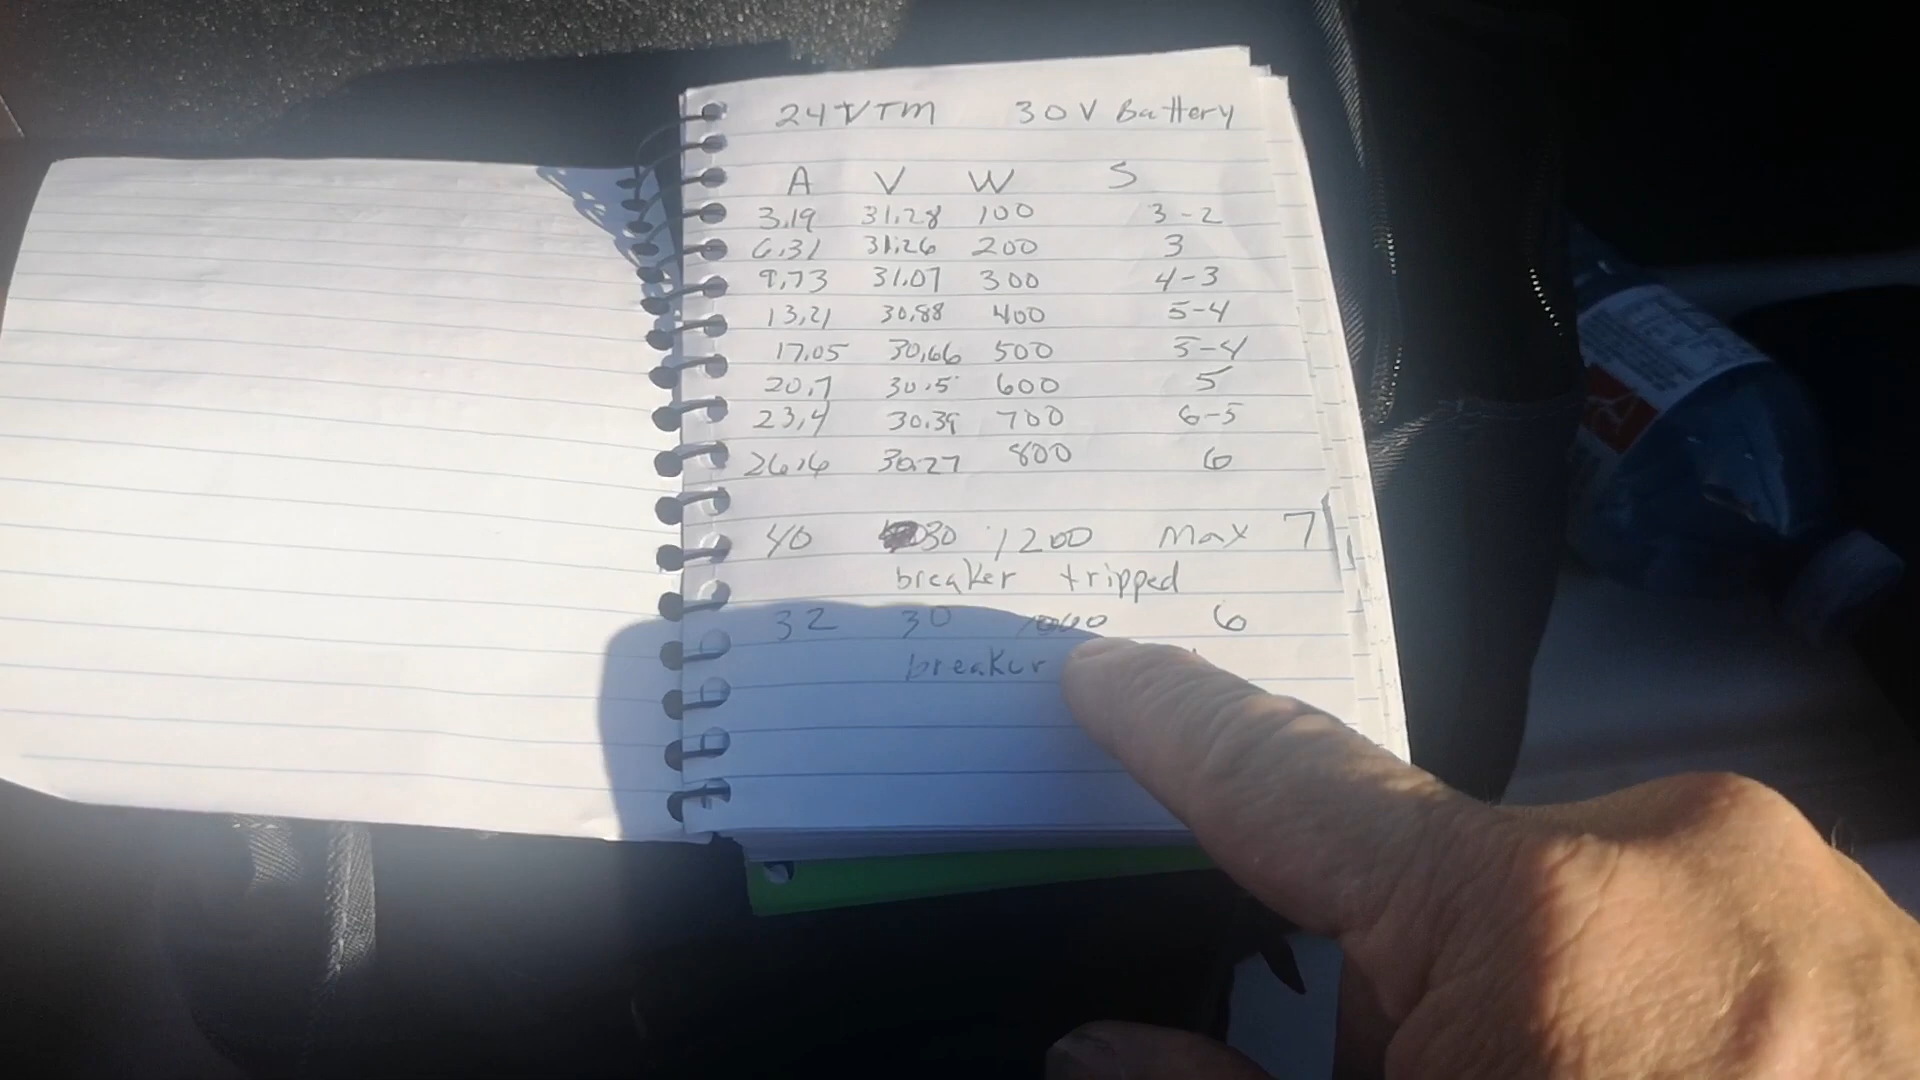 24VTM 30V Battery
A V W S
3.19 31.28 100 3-2
6.31 31.26 200 3
9.73 31.07 300 4-3
13.21 30.88 400 5-4
17.05 30.66 500 5-4
20.7 30.5 600 5
23.4 30.39 700 6-5
26.6 30.27 800 6
40 30 1200 Max 7
breaker tripped
32 30 6
breaker